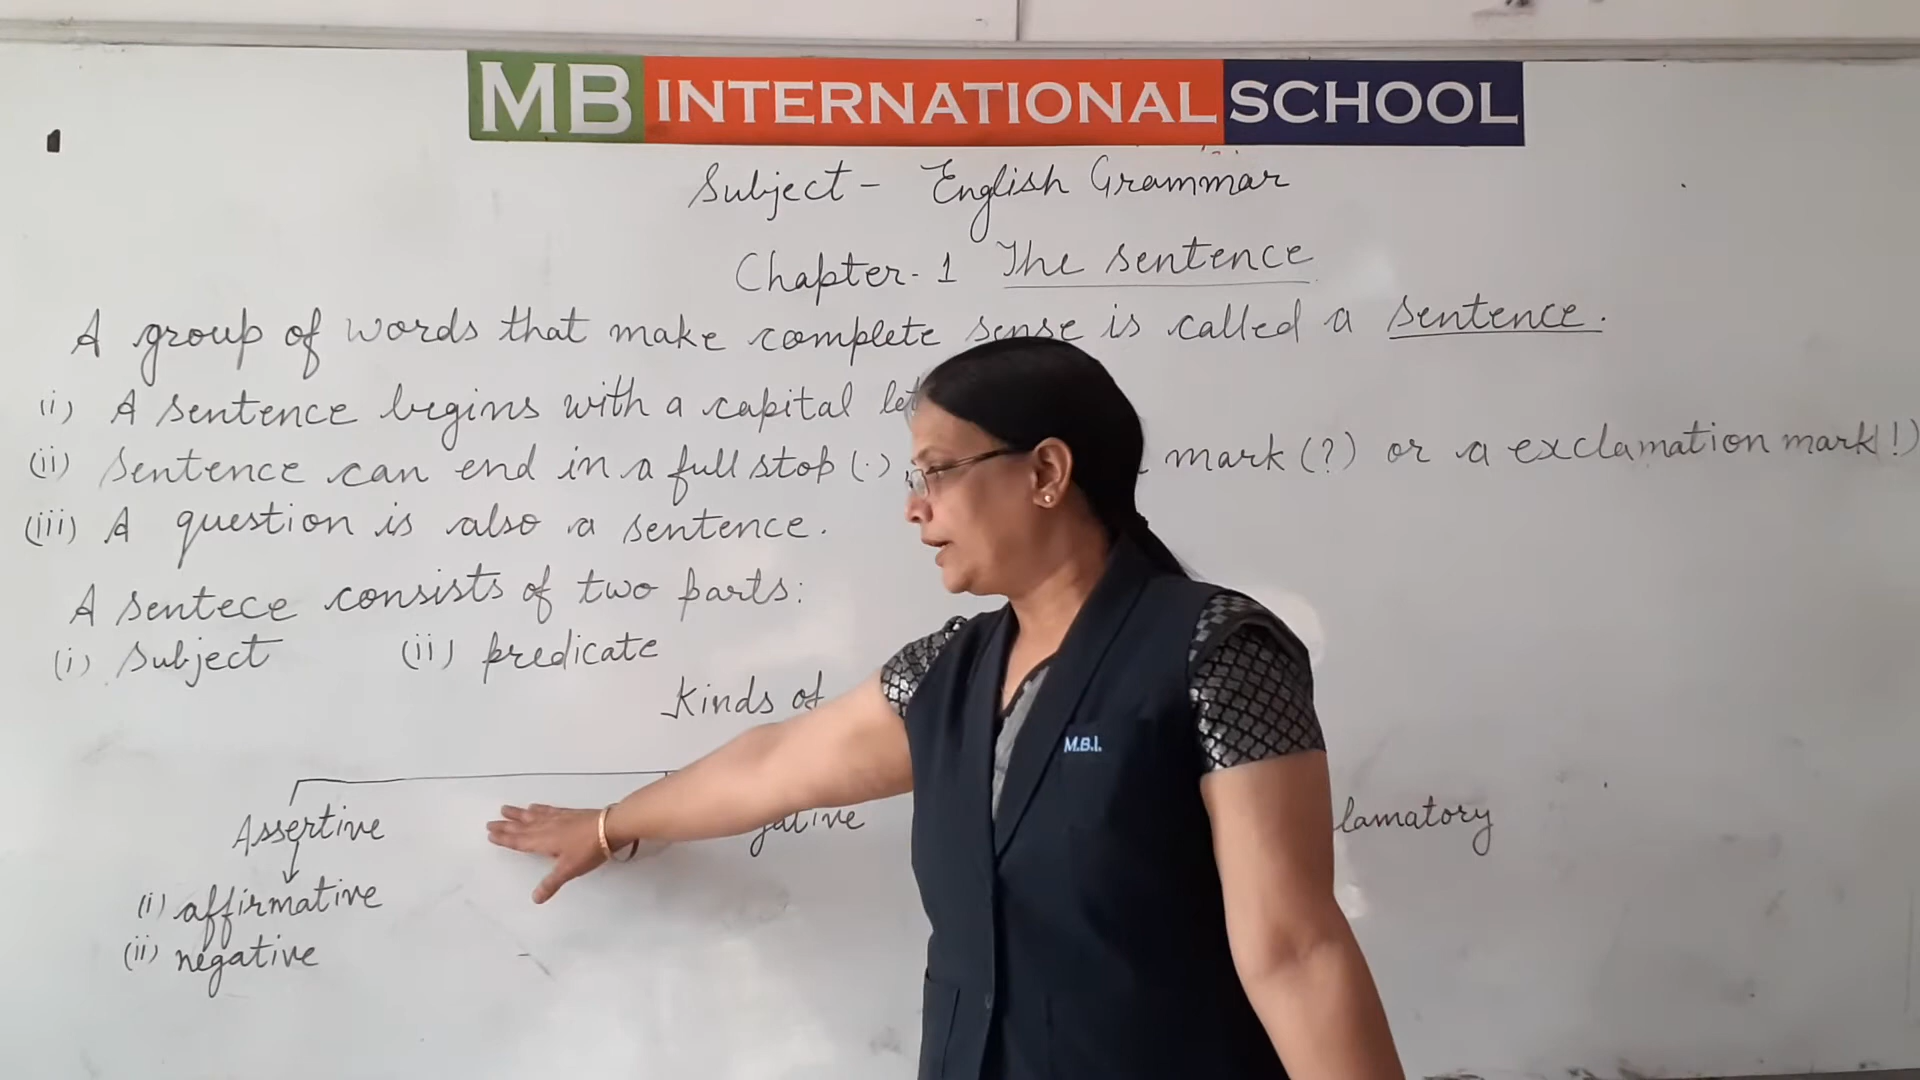 MB INTERNATIONAL SCHOOL
Subject - English Grammar
Chapter-1 The sentence
A group of words that make complete sense is called a sentence.
(ii) A sentence begins with a capital
(ii) Sentence can end in a full stop (.), mark (?) or a exclamation mark(!)
(iii) A question is also a sentence.
A sentece consists of two parts:
(i) Subject (ii) predicate
Kinds of
Assertive
(i) affirmative
(ii) negative
M.B.I.